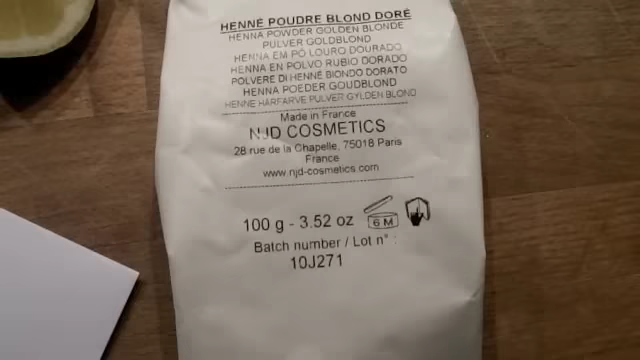 HENNÉ POUDRE BLOND DORÉ
HENNA POWDER GOLDEN BLONDE
PULVER GOLDBLOND
HENNA EM PÓ LOURO DOURADO
HENNA EN POLVO RUBIO DORADO
POLVERE DI HENNÉ BIONDO DORATO
HENNA POEDER GOUDBLOND
HENNE HARFARVE PULVER GYLDEN BLOND
Made in France
NJD COSMETICS
28 rue de la Chapelle, 75018 Paris
France
www.njd-cosmetics.com
100 g - 3.52 oz 6 M
Batch number / Lot n° :
10J271